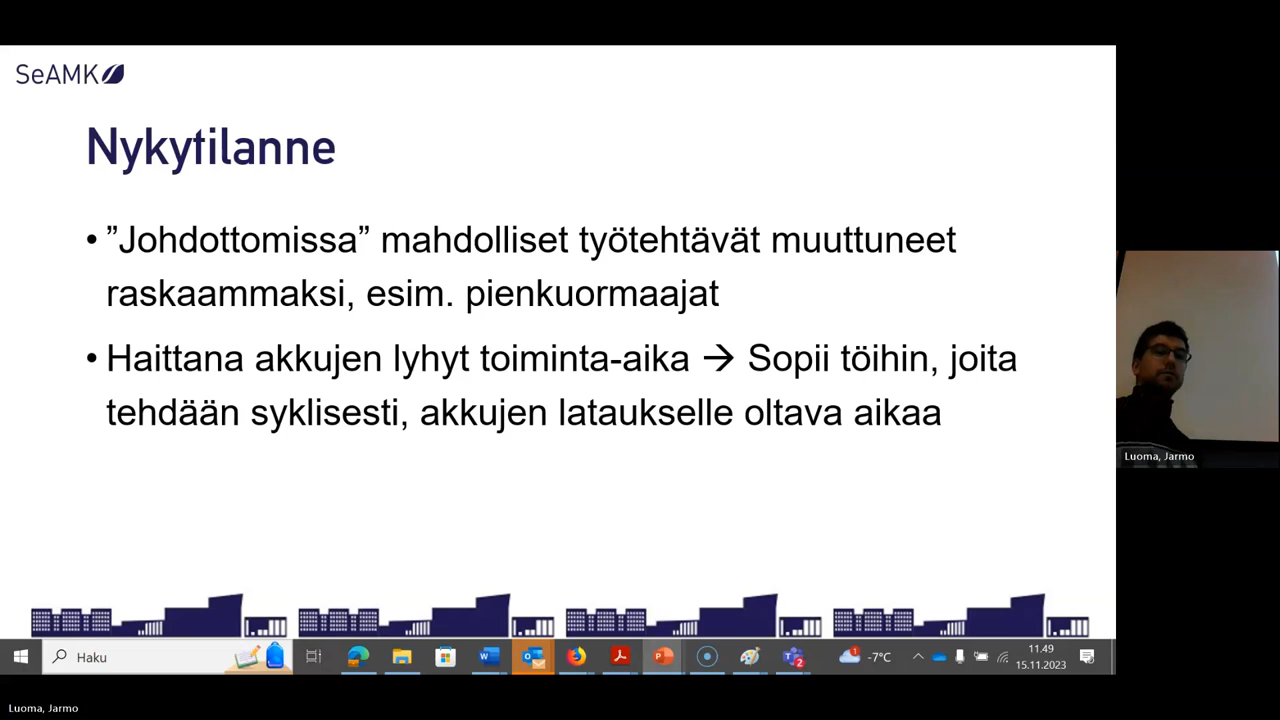 SeAMK
Nykytilanne
• ”Johdottomissa” mahdolliset työtehtävät muuttuneet
raskaammaksi, esim. pienkuormaajat
• Haittana akkujen lyhyt toiminta-aika → Sopii töihin, joita
tehdään syklisesti, akkujen lataukselle oltava aikaa
Luoma, Jarmo
Haku
-7°C
11.49
15.11.2023
Luoma, Jarmo